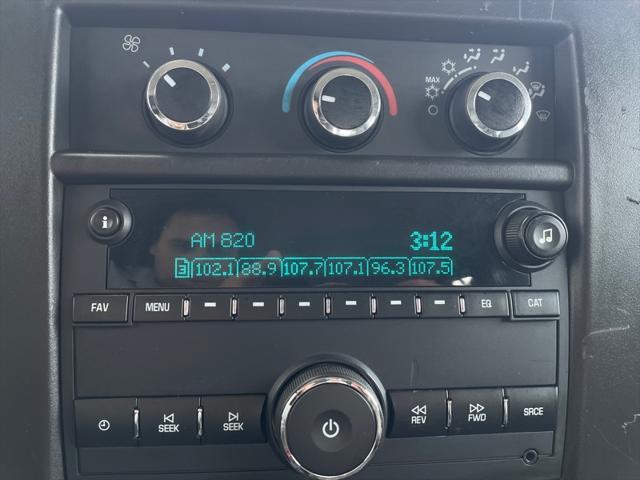 MAX
i
AM 820 3:12
3 102.1 88.9 107.7 107.1 96.3 107.5
FAV MENU EQ CAT
SEEK SEEK REV FWD SRCE